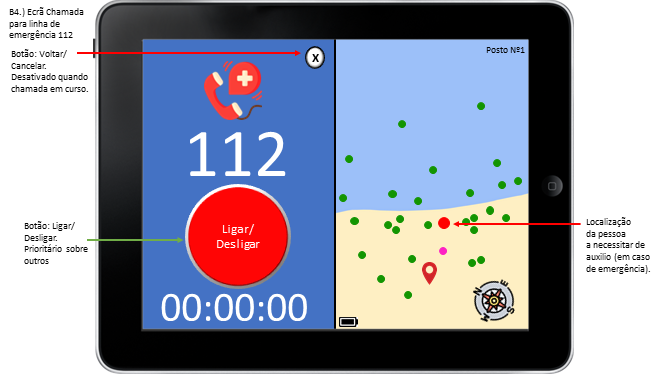 B4.) Ecrã Chamada
para linha de
emergência 112
Botão: Voltar/
Cancelar.
Desativado quando
chamada em curso.
X
Posto Nº1
112
Ligar/
Desligar
00:00:00
Botão: Ligar/
Desligar.
Prioritário sobre
outros
Localização
da pessoa
a necessitar de
auxilio (em caso
de emergência).
N
E
W
S